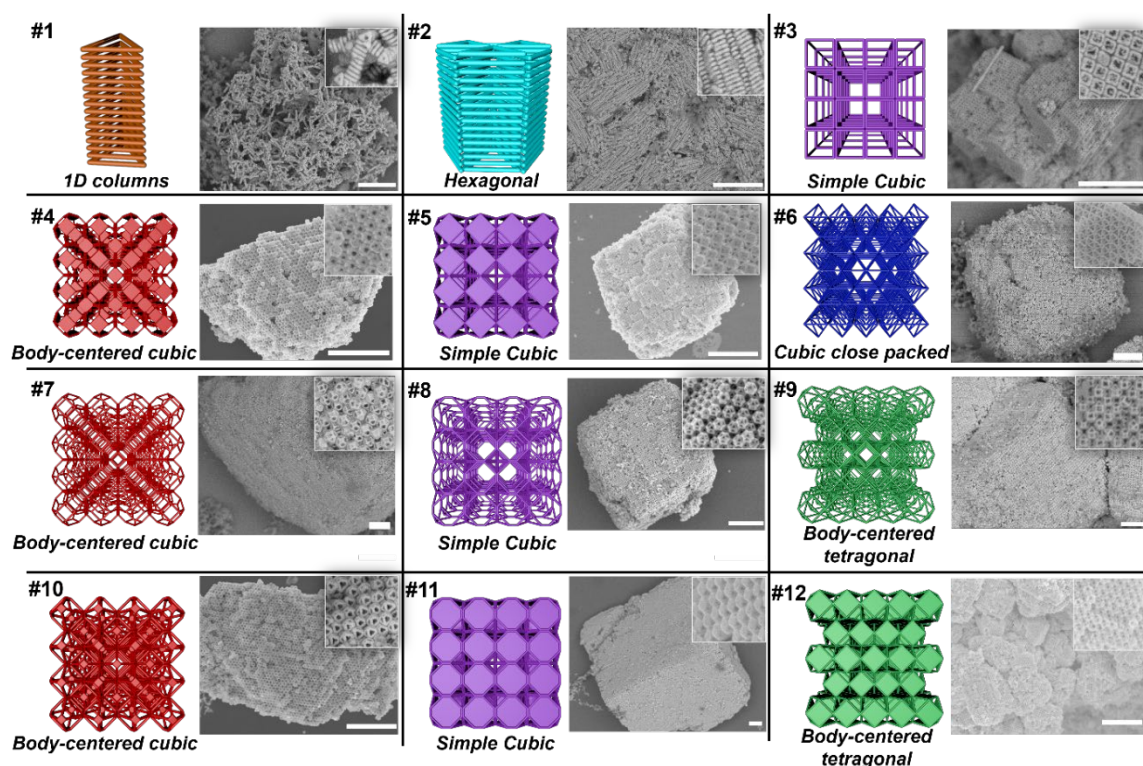 #1
1D columns
#2
Hexagonal
#3
Simple Cubic
#4
Body-centered cubic
#5
Simple Cubic
#6
Cubic close packed
#7
Body-centered cubic
#8
Simple Cubic
#9
Body-centered
tetragonal
#10
Body-centered cubic
#11
Simple Cubic
#12
Body-centered
tetragonal